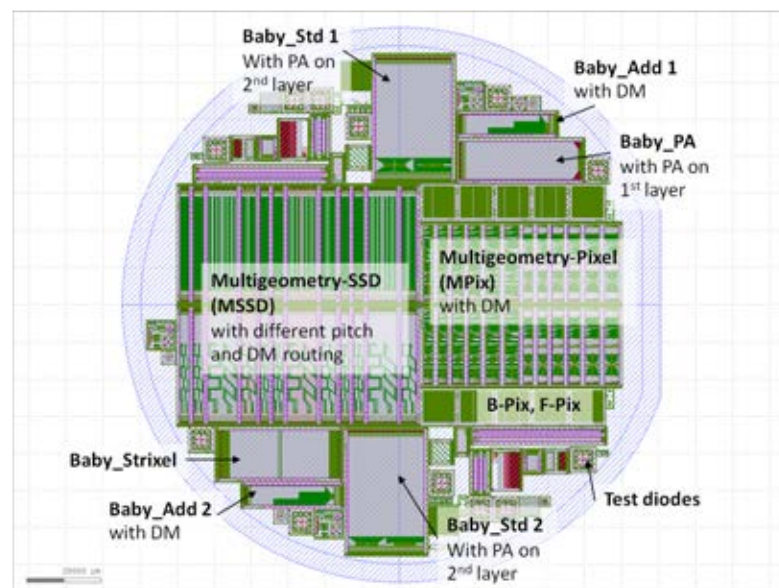 Baby_Std 1
With PA on
2nd layer
Baby_Add 1
with DM
Baby_PA
with PA on
1st layer
Multigeometry-SSD
(MSSD)
with different pitch
and DM routing
Multigeometry-Pixel
(MPix)
with DM
B-Pix, F-Pix
Baby_Strixel
Baby_Add 2
with DM
Baby_Std 2
With PA on
2nd layer
Test diodes